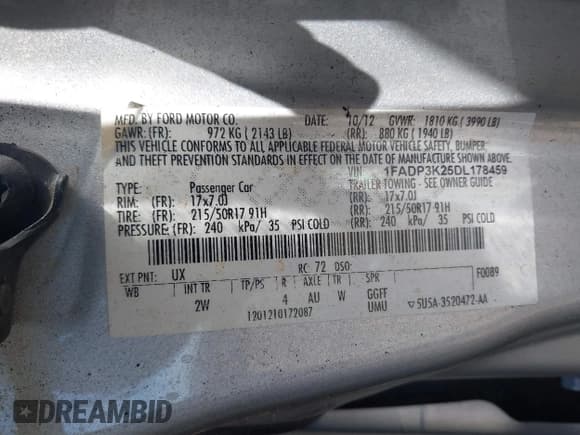 MFD. BY FORD MOTOR CO. DATE: 10/12 GVWR: 1810 KG ( 3990 LB)
GAWR: (FR): 972 KG ( 2143 LB) (RR): 880 KG ( 1940 LB)
THIS VEHICLE CONFORMS TO ALL APPLICABLE FEDERAL MOTOR VEHICLE SAFETY, BUMPER,
AND THEFT PREVENTION STANDARDS IN EFFECT ON THE DATE OF MANUFACTURE SHOWN ABOVE.
VIN: 1FADP3K25DL178459
TYPE: Passenger Car TRAILER TOWING - SEE OWNER GUIDE
RIM: (FR): 17x7.0J (RR): 17x7.0J
TIRE: (FR): 215/50R17 91H (RR): 215/50R17 91H
PRESSURE: (FR): 240 kPa/ 35 PSI COLD (RR): 240 kPa/ 35 PSI COLD
EXT PNT: UX RC: 72 DSO: F0089
WB INT TR TP/PS R AXLE TR SPR
2W 4 AU W GGFF
UMU
1201210172087 ▽5U5A-3520472-AA
DREAMBID